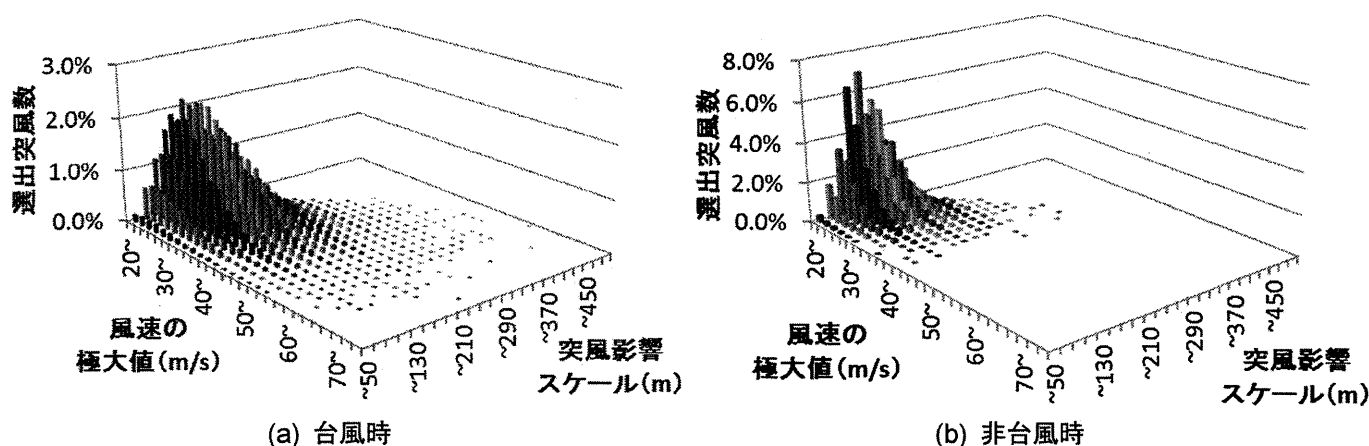 3.0%
2.0%
1.0%
0.0%
選出突風数
20~
30~
40~
50~
60~
70~
風速の
極大値(m/s)
~50
~130
~210
~290
~370
~450
突風影響
スケール(m)
(a) 台風時
8.0%
6.0%
4.0%
2.0%
0.0%
選出突風数
20~
30~
40~
50~
60~
70~
風速の
極大値(m/s)
~50
~130
~210
~290
~370
~450
突風影響
スケール(m)
(b) 非台風時